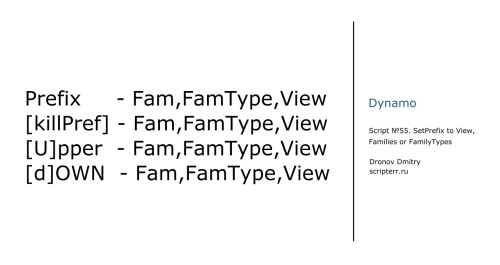 Prefix - Fam,FamType,View
[killPref] - Fam,FamType,View
[U]pper - Fam,FamType,View
[d]OWN - Fam,FamType,View
Dynamo
Script №55. SetPrefix to View,
Families or FamilyTypes
Dronov Dmitry
scripterr.ru